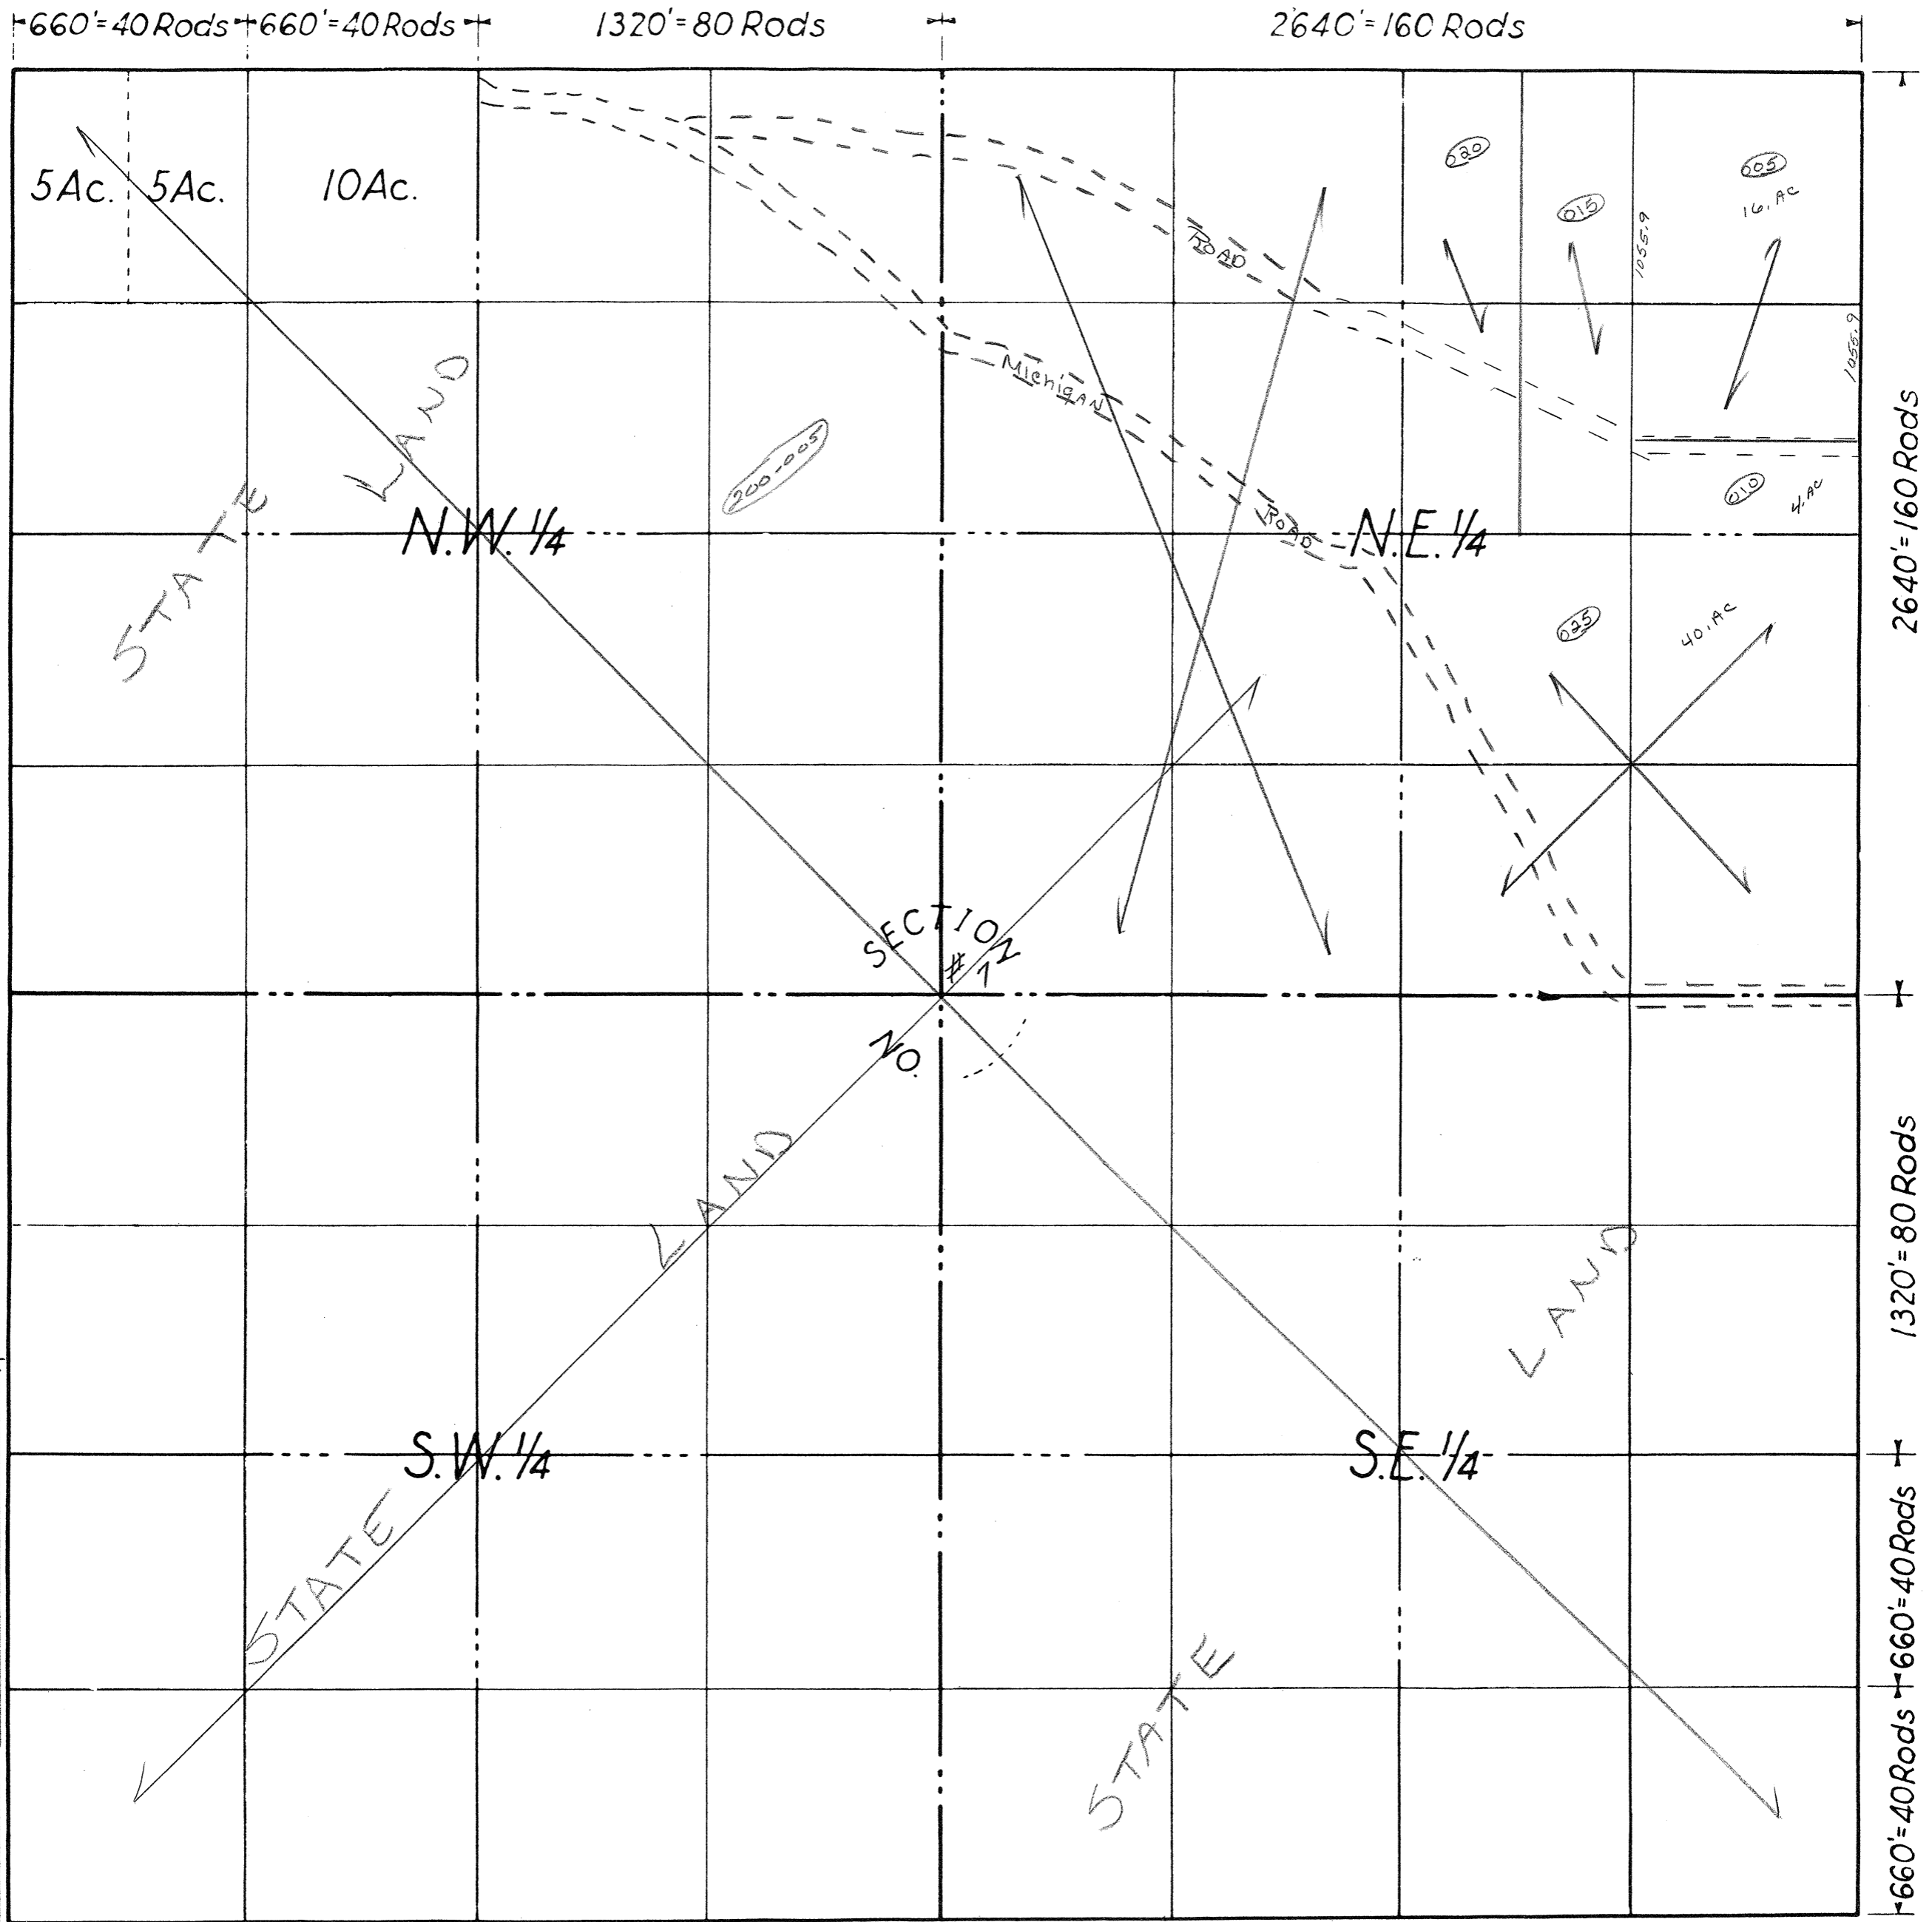 660'=40 Rods 660'=40 Rods 1320'=80 Rods 2640'=160 Rods
5Ac. 5Ac. 10Ac.
020
005
16. AC
015
1055.9
ROAD
1055.9
Michigan
LAND
200-005
010
4. AC
ROAD
STATE
N.W. 1/4
N.E. 1/4
2640'=160 Rods
025
40. AC
SECTION
# 7
NO.
LAND
LAND
1320'=80 Rods
S.W. 1/4
S.E. 1/4
STATE
STATE
660'=40 Rods
660'=40 Rods